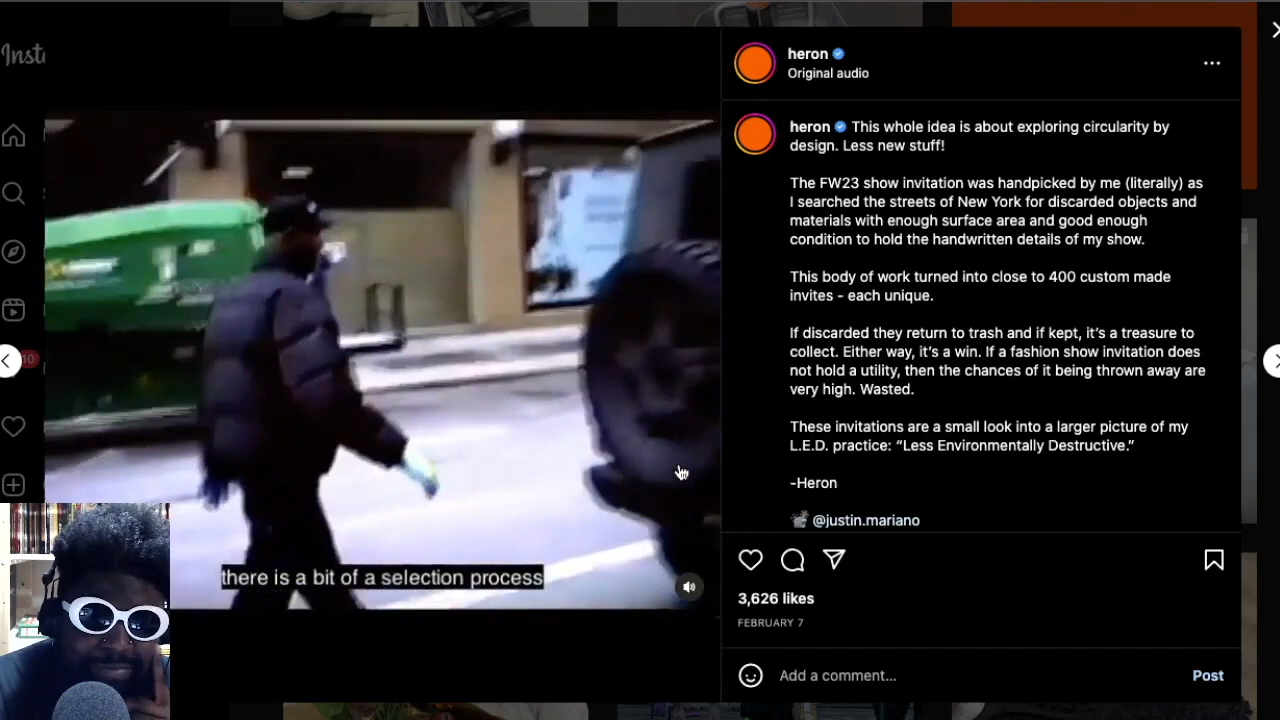 Insta
heron
Original audio
heron This whole idea is about exploring circularity by
design. Less new stuff!
The FW23 show invitation was handpicked by me (literally) as
I searched the streets of New York for discarded objects and
materials with enough surface area and good enough
condition to hold the handwritten details of my show.
This body of work turned into close to 400 custom made
invites - each unique.
If discarded they return to trash and if kept, it’s a treasure to
collect. Either way, it’s a win. If a fashion show invitation does
not hold a utility, then the chances of it being thrown away are
very high. Wasted.
These invitations are a small look into a larger picture of my
L.E.D. practice: “Less Environmentally Destructive.”
-Heron
@justin.mariano
10
there is a bit of a selection process
3,626 likes
FEBRUARY 7
Add a comment...
Post